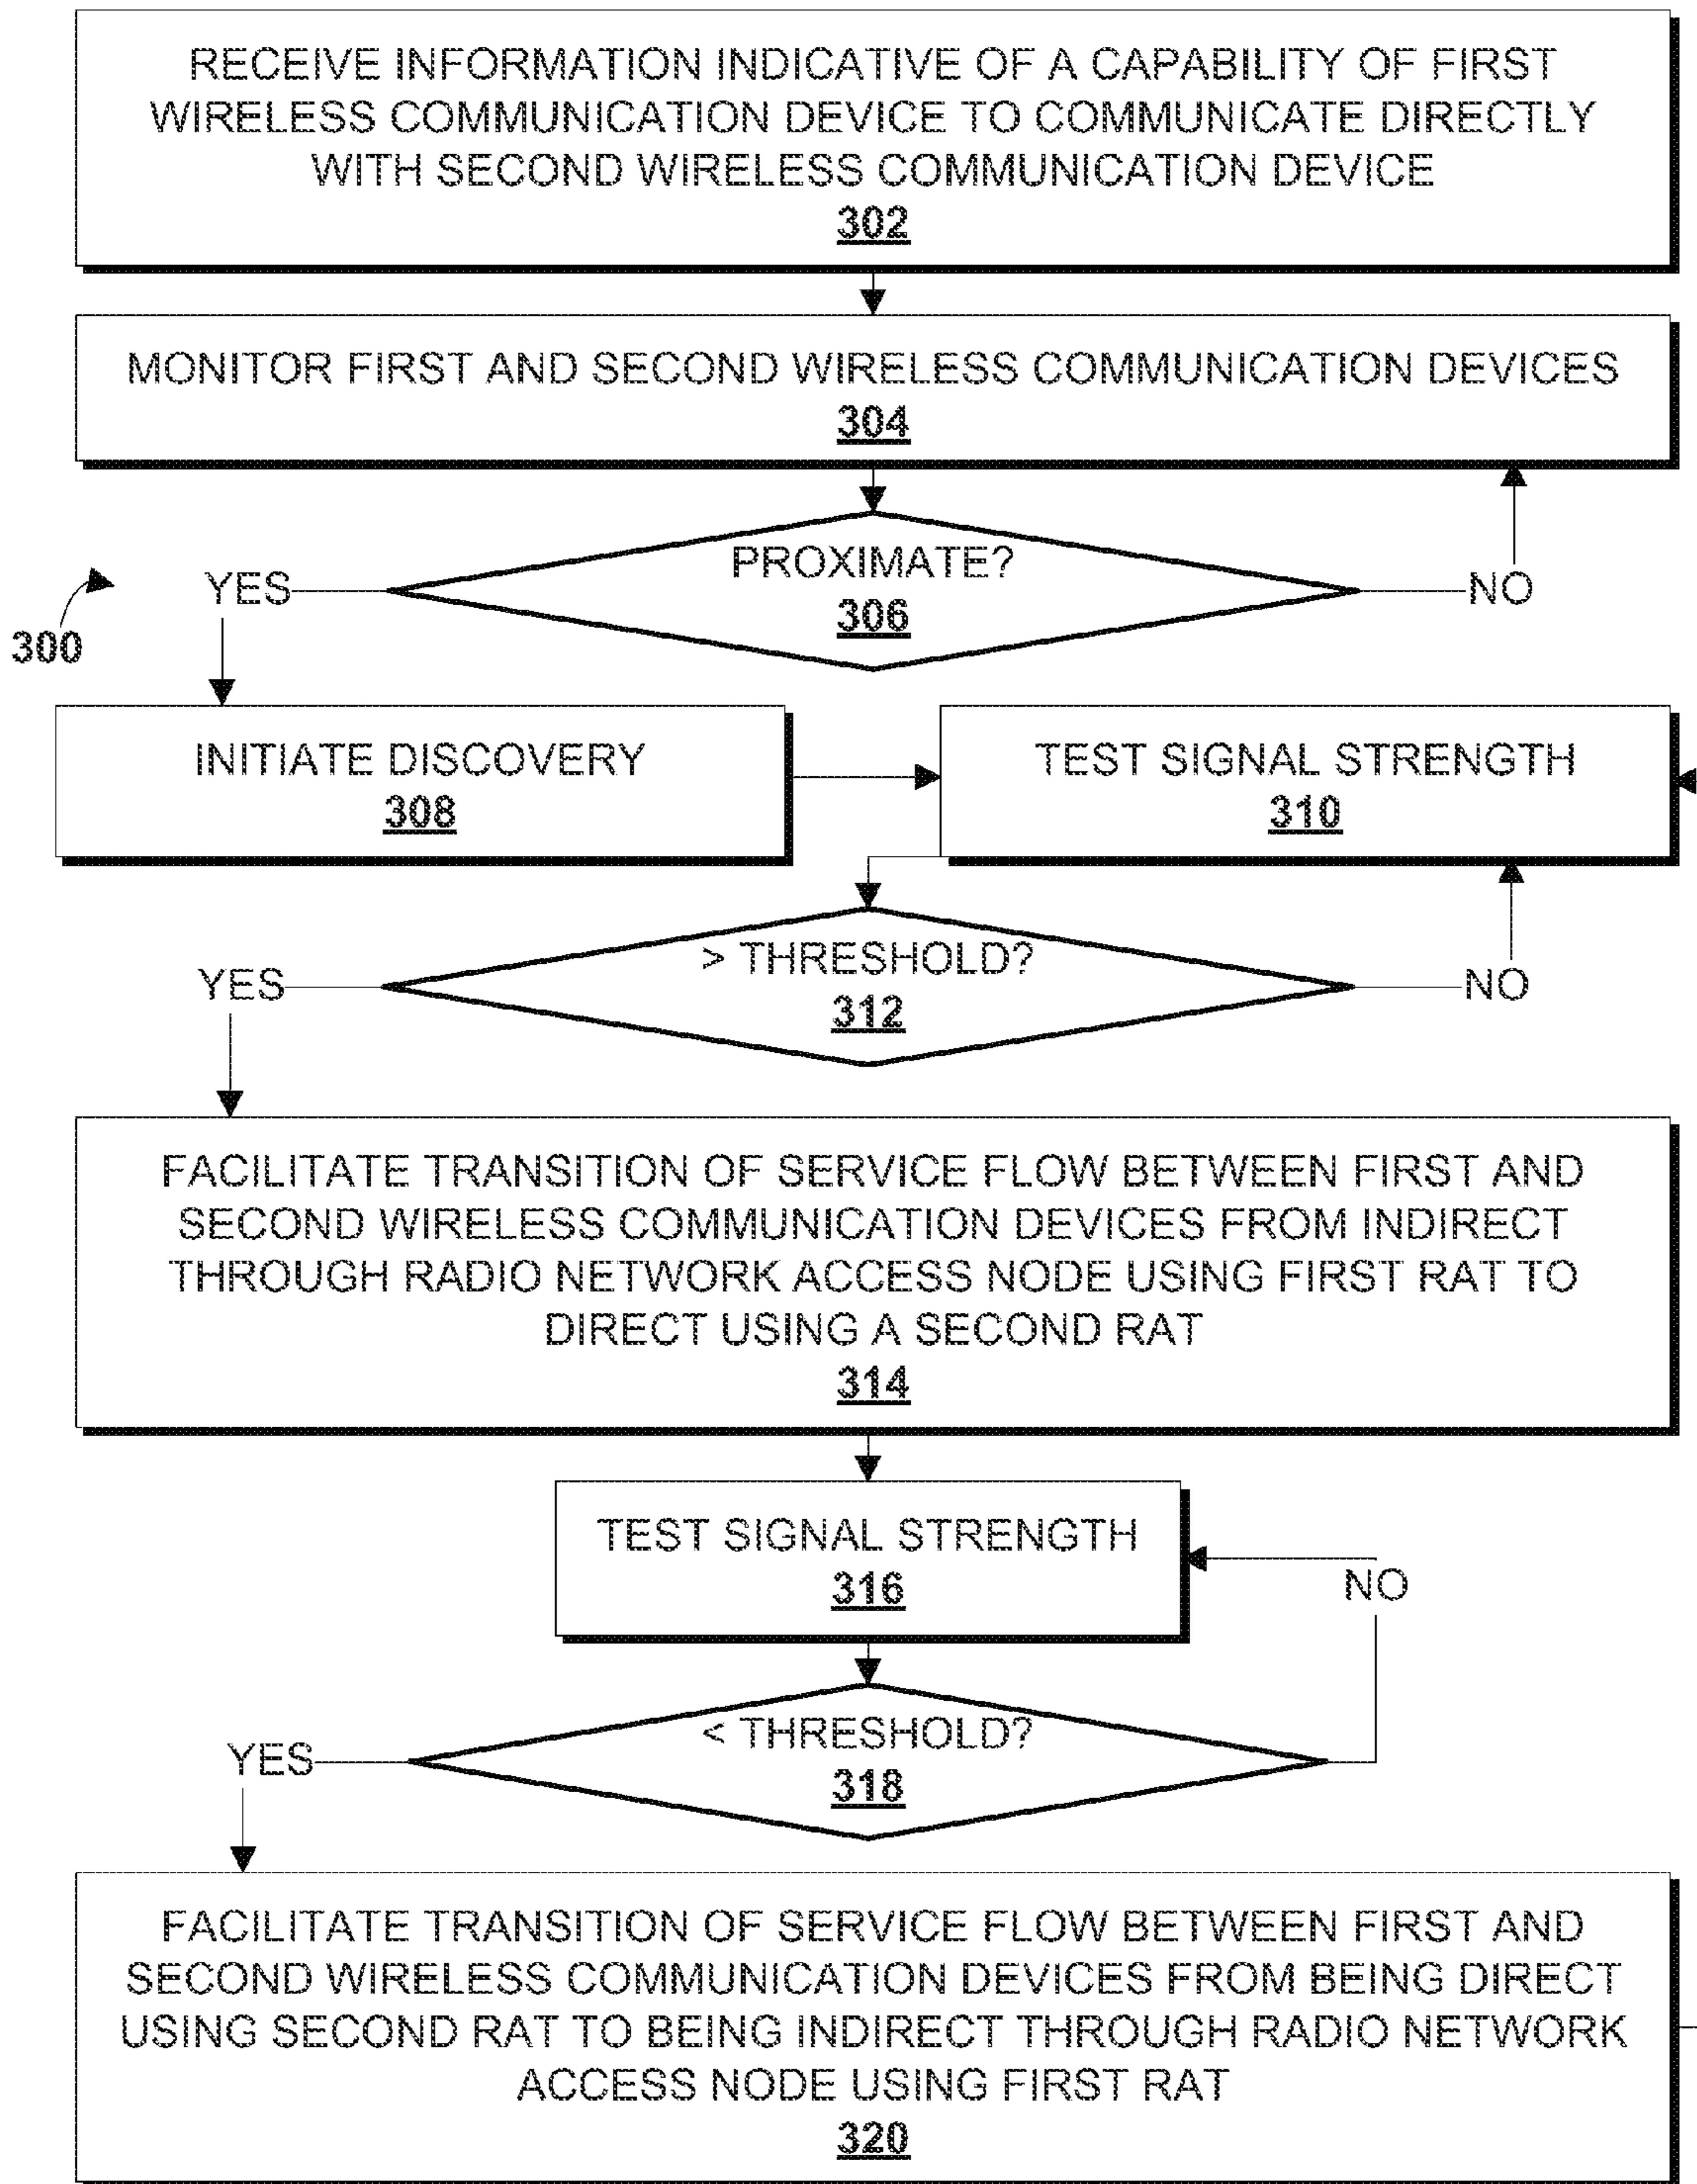 RECEIVE INFORMATION INDICATIVE OF A CAPABILITY OF FIRST
WIRELESS COMMUNICATION DEVICE TO COMMUNICATE DIRECTLY
WITH SECOND WIRELESS COMMUNICATION DEVICE
302
MONITOR FIRST AND SECOND WIRELESS COMMUNICATION DEVICES
304
PROXIMATE?
306
YES
NO
300
INITIATE DISCOVERY
308
TEST SIGNAL STRENGTH
310
> THRESHOLD?
312
YES
NO
FACILITATE TRANSITION OF SERVICE FLOW BETWEEN FIRST AND
SECOND WIRELESS COMMUNICATION DEVICES FROM INDIRECT
THROUGH RADIO NETWORK ACCESS NODE USING FIRST RAT TO
DIRECT USING A SECOND RAT
314
TEST SIGNAL STRENGTH
316
NO
< THRESHOLD?
318
YES
FACILITATE TRANSITION OF SERVICE FLOW BETWEEN FIRST AND
SECOND WIRELESS COMMUNICATION DEVICES FROM BEING DIRECT
USING SECOND RAT TO BEING INDIRECT THROUGH RADIO NETWORK
ACCESS NODE USING FIRST RAT
320